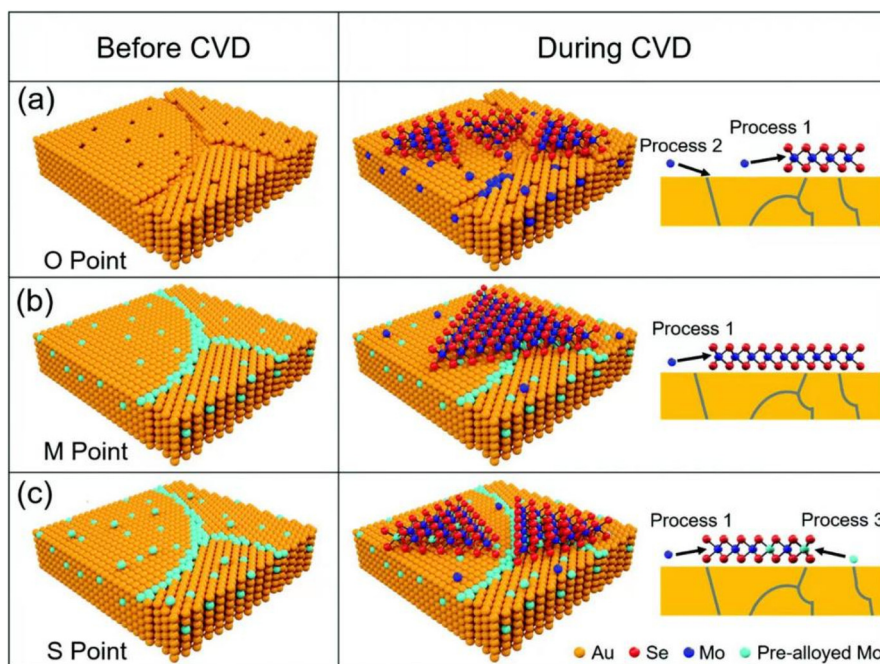 Before CVD
During CVD
(a)
O Point
Process 2
Process 1
(b)
M Point
Process 1
(c)
S Point
Process 1
Process 3
Au
Se
Mo
Pre-alloyed Mo